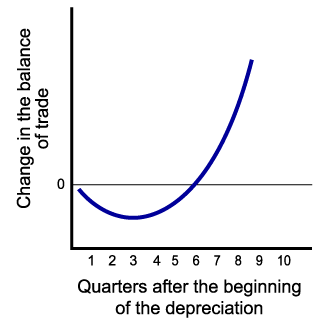 Change in the balance
of trade
0
1 2 3 4 5 6 7 8 9 10
Quarters after the beginning
of the depreciation